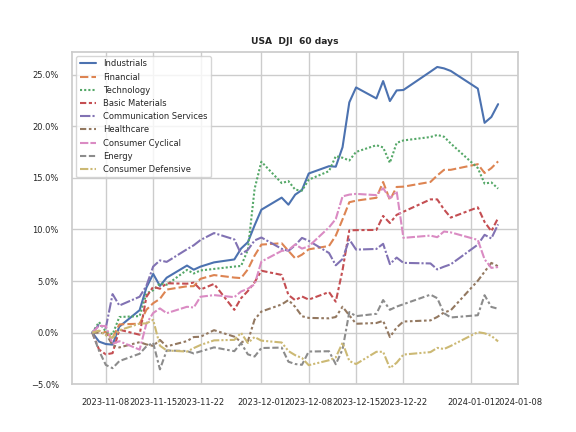 USA DJI 60 days
Industrials
Financial
Technology
Basic Materials
Communication Services
Healthcare
Consumer Cyclical
Energy
Consumer Defensive
25.0%
20.0%
15.0%
10.0%
5.0%
0.0%
−5.0%
2023-11-08 2023-11-15 2023-11-22 2023-12-01 2023-12-08 2023-12-15 2023-12-22 2024-01-01 2024-01-08